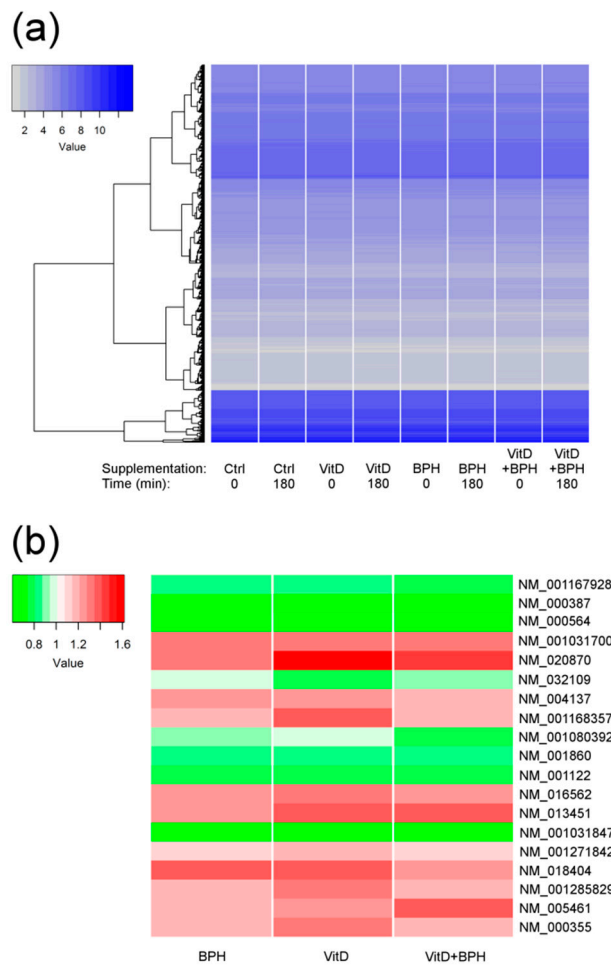 (a)
2 4 6 8 10
Value
VitD VitD
Supplementation: Ctrl Ctrl VitD VitD BPH BPH +BPH +BPH
Time (min): 0 180 0 180 0 180 0 180
(b)
0.8 1 1.2 1.4 1.6
Value
NM_001167928
NM_000387
NM_000564
NM_001031700
NM_020870
NM_032109
NM_004137
NM_001168357
NM_001080392
NM_001860
NM_001122
NM_016562
NM_013451
NM_001031847
NM_001271842
NM_018404
NM_001285829
NM_005461
NM_000355
BPH VitD VitD+BPH